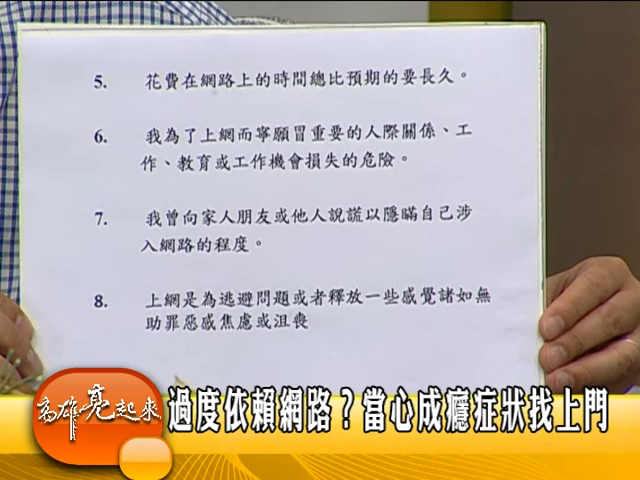 5. 花費在網路上的時間總比預期的要長久。
6. 我為了上網而寧願冒重要的人際關係、工
作、教育或工作機會損失的危險。
7. 我曾向家人朋友或他人說謊以隱瞞自己涉
入網路的程度。
8. 上網是為逃避問題或者釋放一些感覺諸如無
助罪惡感焦慮或沮喪
高雄亮起來
過度依賴網路？當心成癮症狀找上門